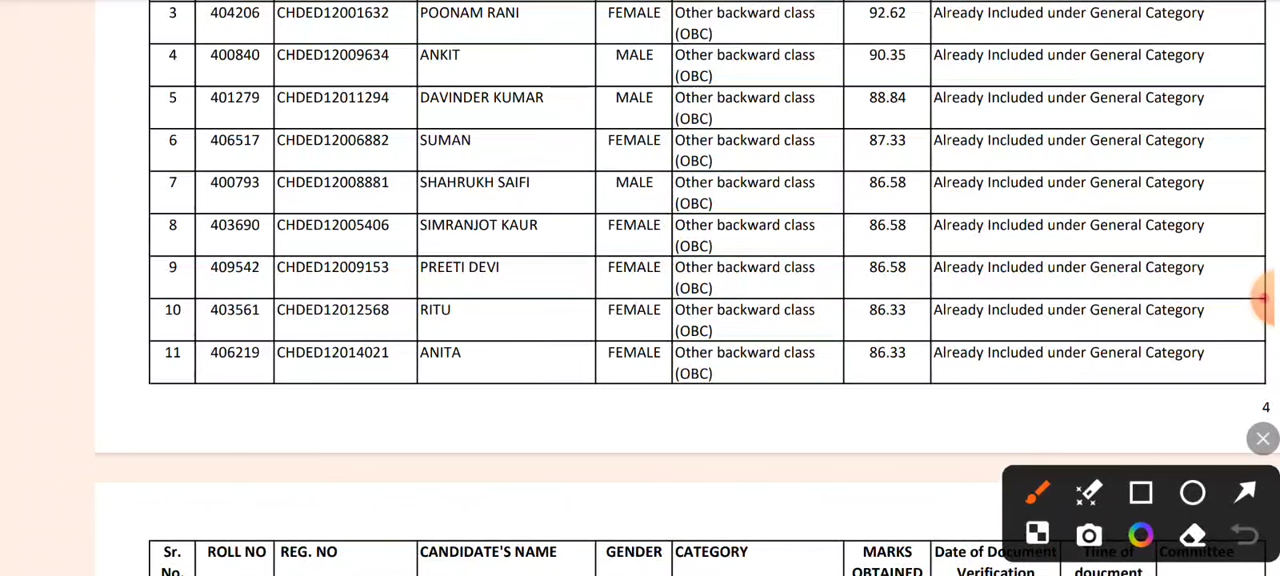 3 404206 CHDED12001632 POONAM RANI FEMALE Other backward class 92.62 Already Included under General Category
(OBC)
4 400840 CHDED12009634 ANKIT MALE Other backward class 90.35 Already Included under General Category
(OBC)
5 401279 CHDED12011294 DAVINDER KUMAR MALE Other backward class 88.84 Already Included under General Category
(OBC)
6 406517 CHDED12006882 SUMAN FEMALE Other backward class 87.33 Already Included under General Category
(OBC)
7 400793 CHDED12008881 SHAHRUKH SAIFI MALE Other backward class 86.58 Already Included under General Category
(OBC)
8 403690 CHDED12005406 SIMRANJOT KAUR FEMALE Other backward class 86.58 Already Included under General Category
(OBC)
9 409542 CHDED12009153 PREETI DEVI FEMALE Other backward class 86.58 Already Included under General Category
(OBC)
10 403561 CHDED12012568 RITU FEMALE Other backward class 86.33 Already Included under General Category
(OBC)
11 406219 CHDED12014021 ANITA FEMALE Other backward class 86.33 Already Included under General Category
(OBC)
4
Sr. ROLL NO REG. NO CANDIDATE'S NAME GENDER CATEGORY MARKS Date of Document Time of Committee
No. OBTAINED Verification doucment